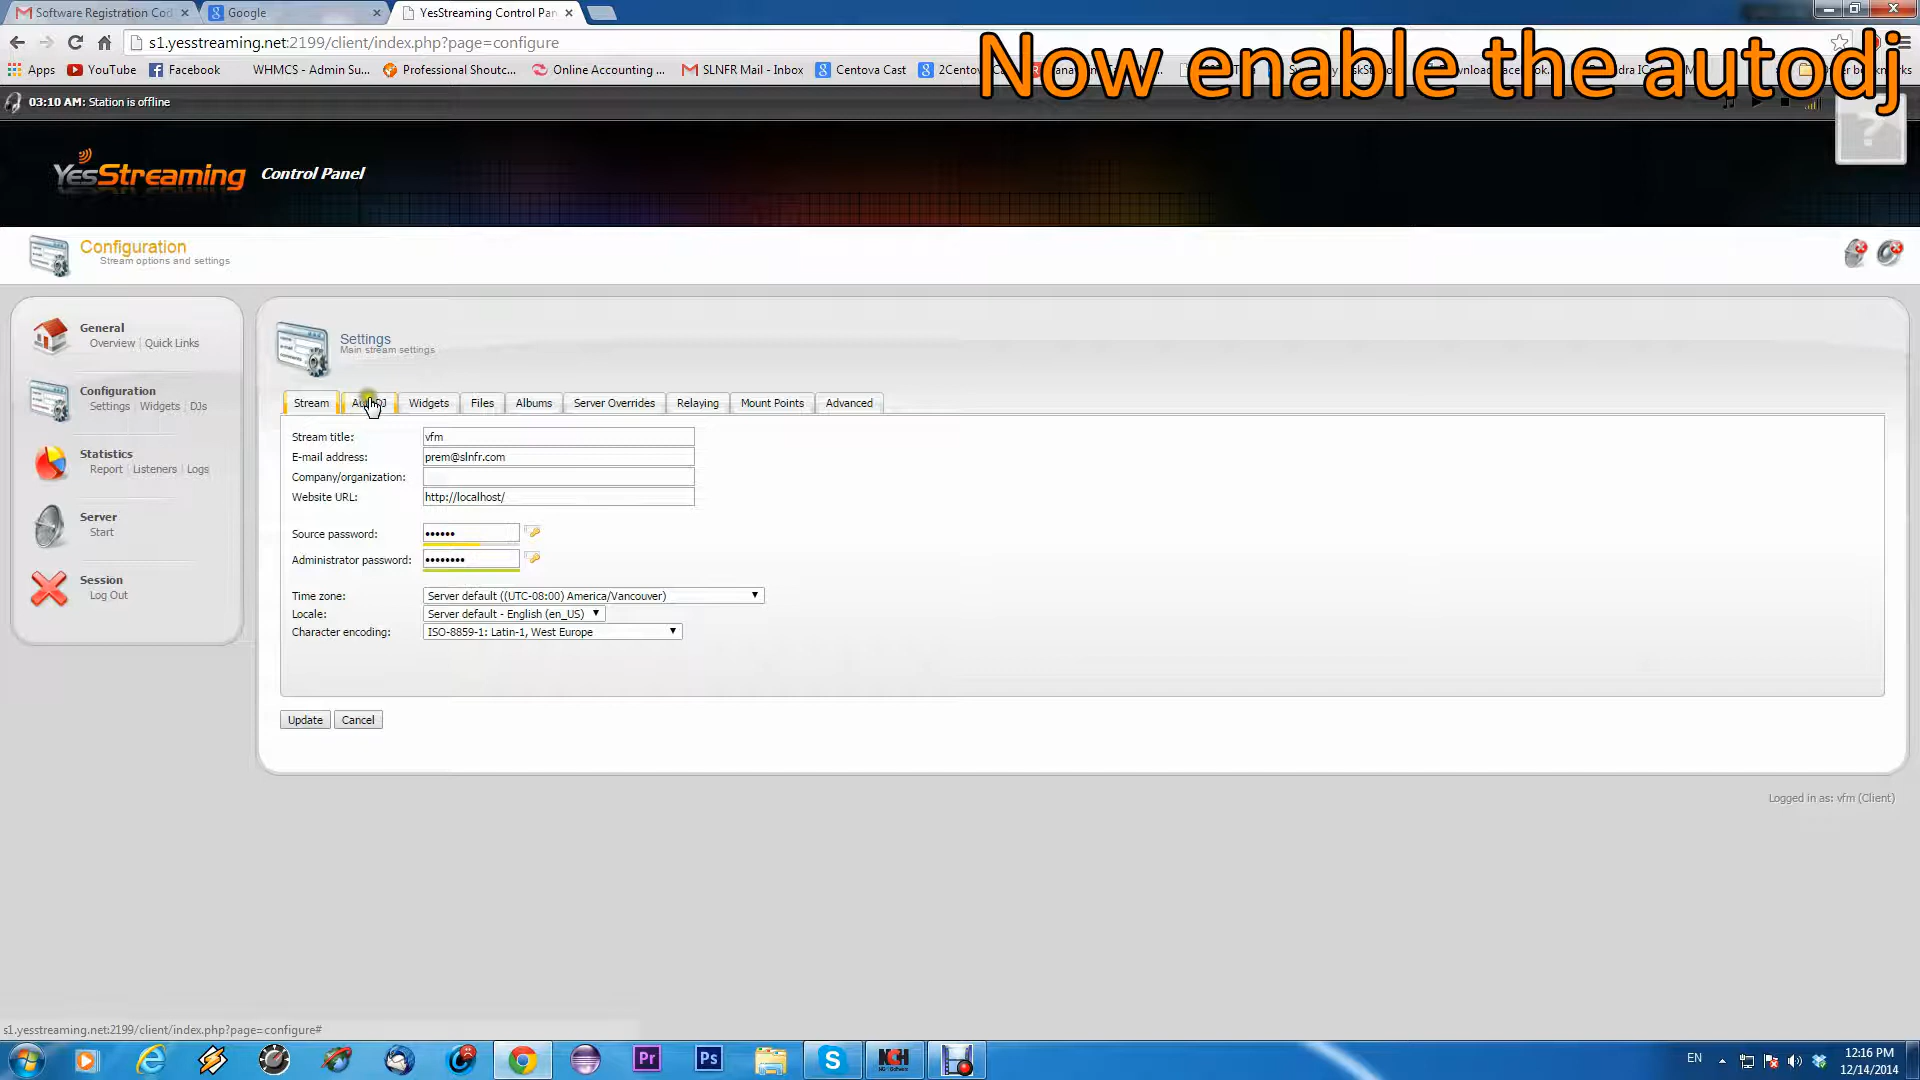 Software Registration Cod
Google
YesStreaming Control Pan
s1.yesstreaming.net:2199/client/index.php?page=configure
Now enable the autodj
Apps
YouTube
Facebook
WHMCS - Admin Su...
Professional Shoutc...
Online Accounting ...
SLNFR Mail - Inbox
Centova Cast
03:10 AM: Station is offline
YesStreaming Control Panel
Configuration
Stream options and settings
General
Overview | Quick Links
Configuration
Settings | Widgets | DJs
Statistics
Report | Listeners | Logs
Server
Start
Session
Log Out
Settings
Main stream settings
Stream
Widgets
Files
Albums
Server Overrides
Relaying
Mount Points
Advanced
Stream title: vfm
E-mail address: prem@slnfr.com
Company/organization:
Website URL: http://localhost/
Source password: ••••••
Administrator password: ••••••••
Time zone: Server default ((UTC-08:00) America/Vancouver)
Locale: Server default - English (en_US)
Character encoding: ISO-8859-1: Latin-1, West Europe
Update
Cancel
Logged in as: vfm (Client)
s1.yesstreaming.net:2199/client/index.php?page=configure#
Pr
Ps
S
NCH
EN
12:16 PM
12/14/2014